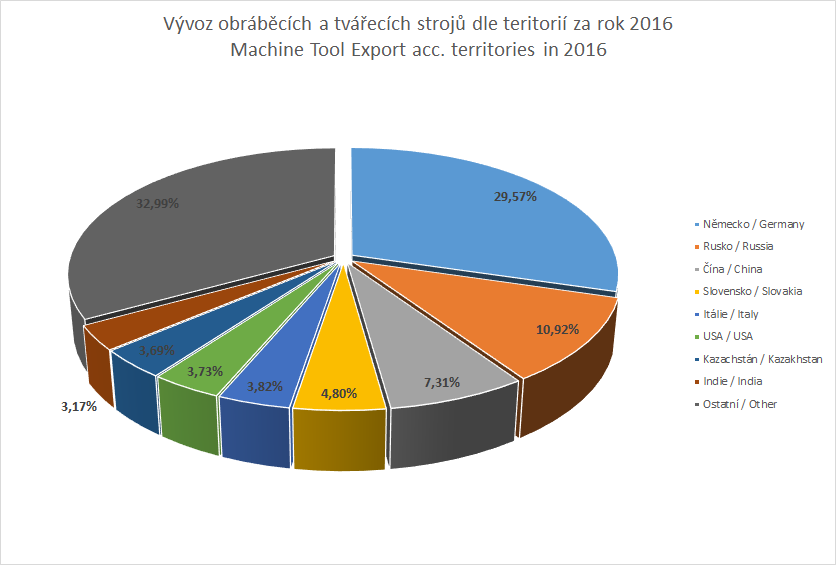 Vývoz obráběcích a tvářecích strojů dle teritorií za rok 2016
Machine Tool Export acc. territories in 2016
32,99%
29,57%
10,92%
7,31%
4,80%
3,82%
3,73%
3,69%
3,17%
Německo / Germany
Rusko / Russia
Čína / China
Slovensko / Slovakia
Itálie / Italy
USA / USA
Kazachstán / Kazakhstan
Indie / India
Ostatní / Other